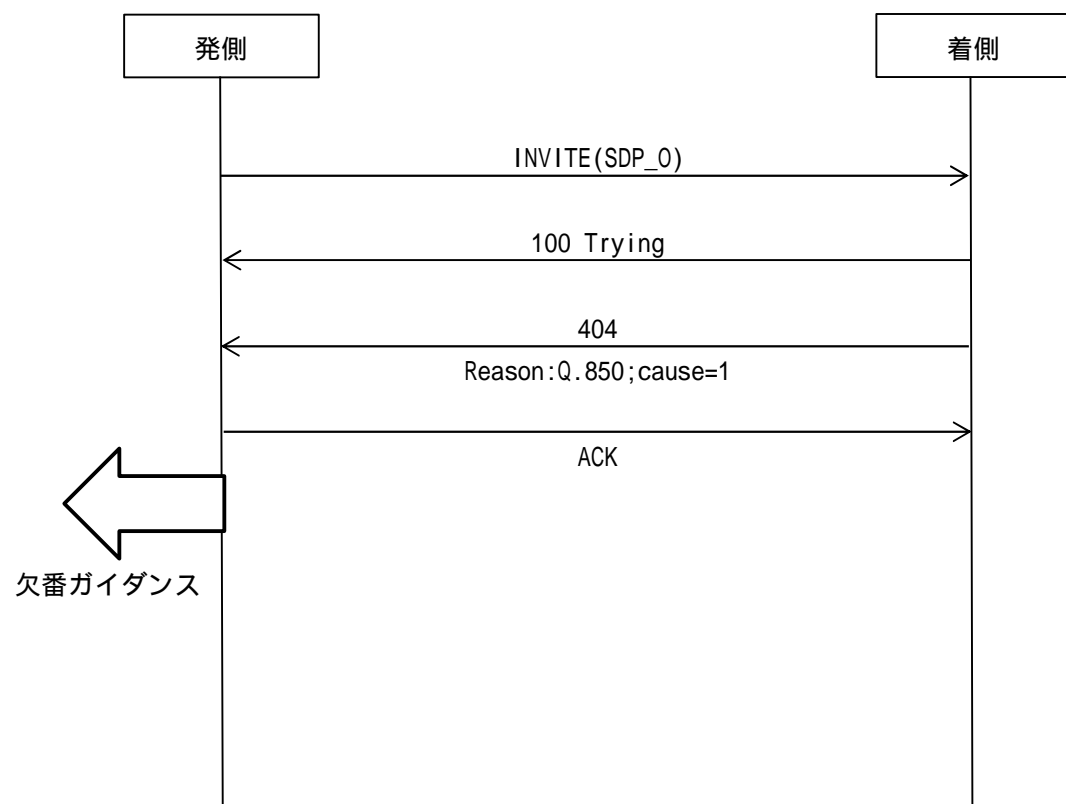 発側
着側
INVITE(SDP_O)
100 Trying
404
Reason:Q.850;cause=1
ACK
欠番ガイダンス